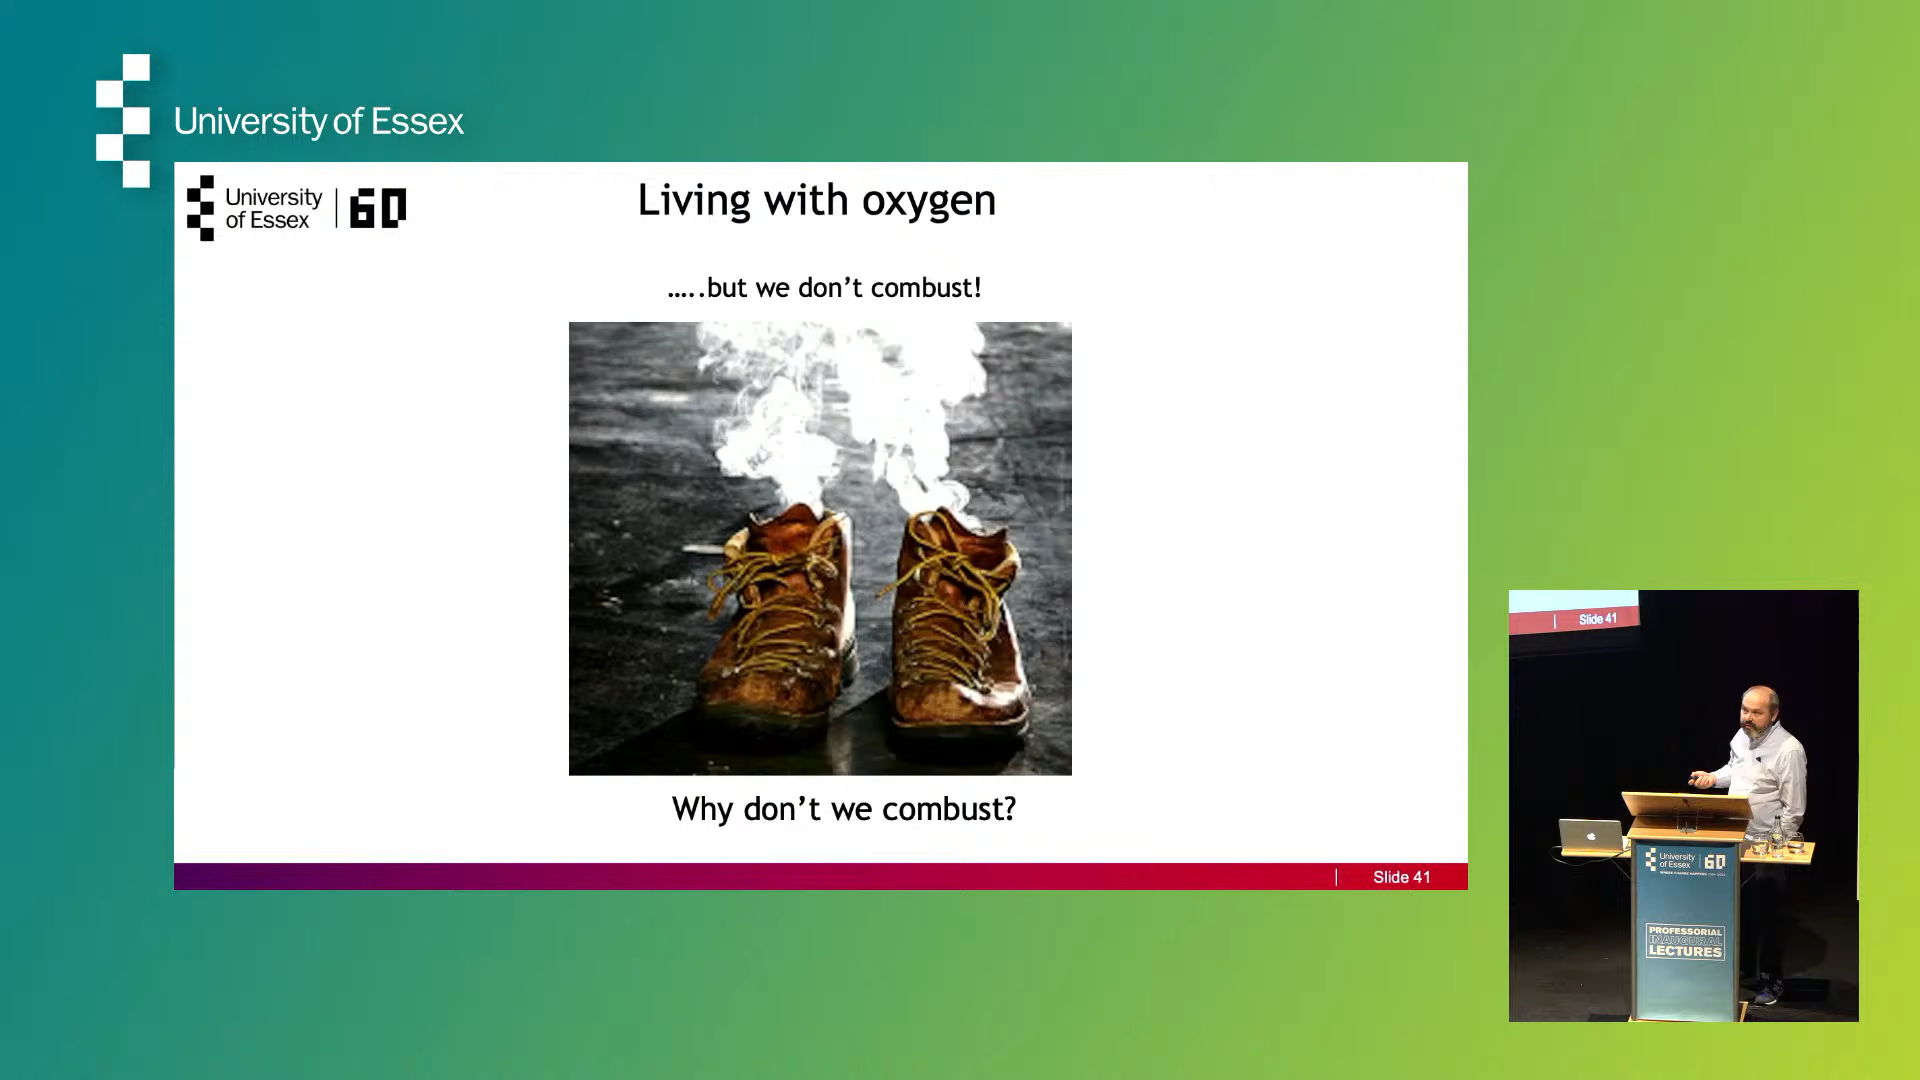 University of Essex
University
of Essex
60
Living with oxygen
.....but we don't combust!
Why don't we combust?
Slide 41
Slide 41
University
of Essex
60
PROFESSORIAL
INAUGURAL
LECTURES